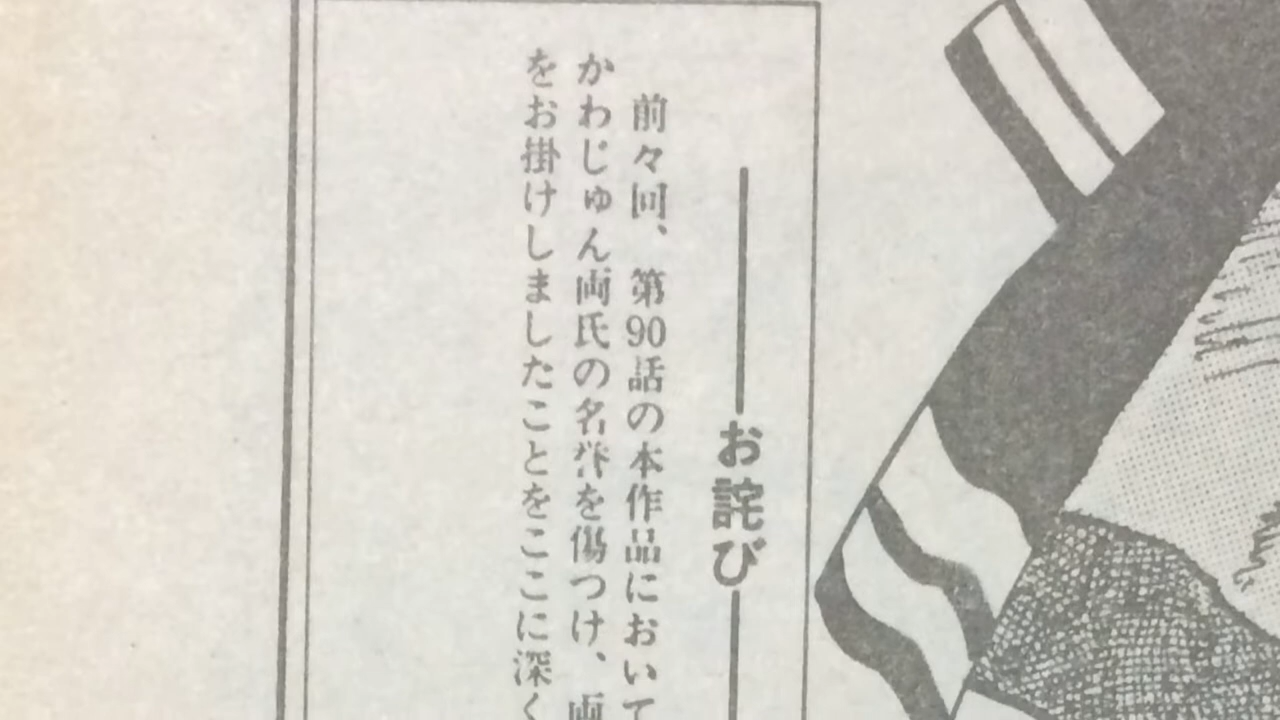 お詫び
前々回、第90話の本作品において
かわじゅん両氏の名誉を傷つけ、両
をお掛けしましたことをここに深く